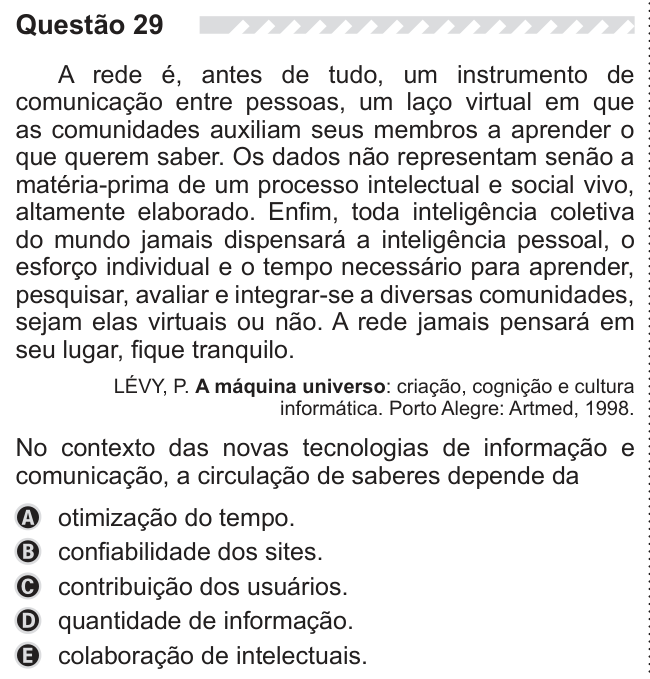 Questão 29
A rede é, antes de tudo, um instrumento de
comunicação entre pessoas, um laço virtual em que
as comunidades auxiliam seus membros a aprender o
que querem saber. Os dados não representam senão a
matéria-prima de um processo intelectual e social vivo,
altamente elaborado. Enfim, toda inteligência coletiva
do mundo jamais dispensará a inteligência pessoal, o
esforço individual e o tempo necessário para aprender,
pesquisar, avaliar e integrar-se a diversas comunidades,
sejam elas virtuais ou não. A rede jamais pensará em
seu lugar, fique tranquilo.
LÉVY, P. A máquina universo: criação, cognição e cultura
informática. Porto Alegre: Artmed, 1998.
No contexto das novas tecnologias de informação e
comunicação, a circulação de saberes depende da
A otimização do tempo.
B confiabilidade dos sites.
C contribuição dos usuários.
D quantidade de informação.
E colaboração de intelectuais.